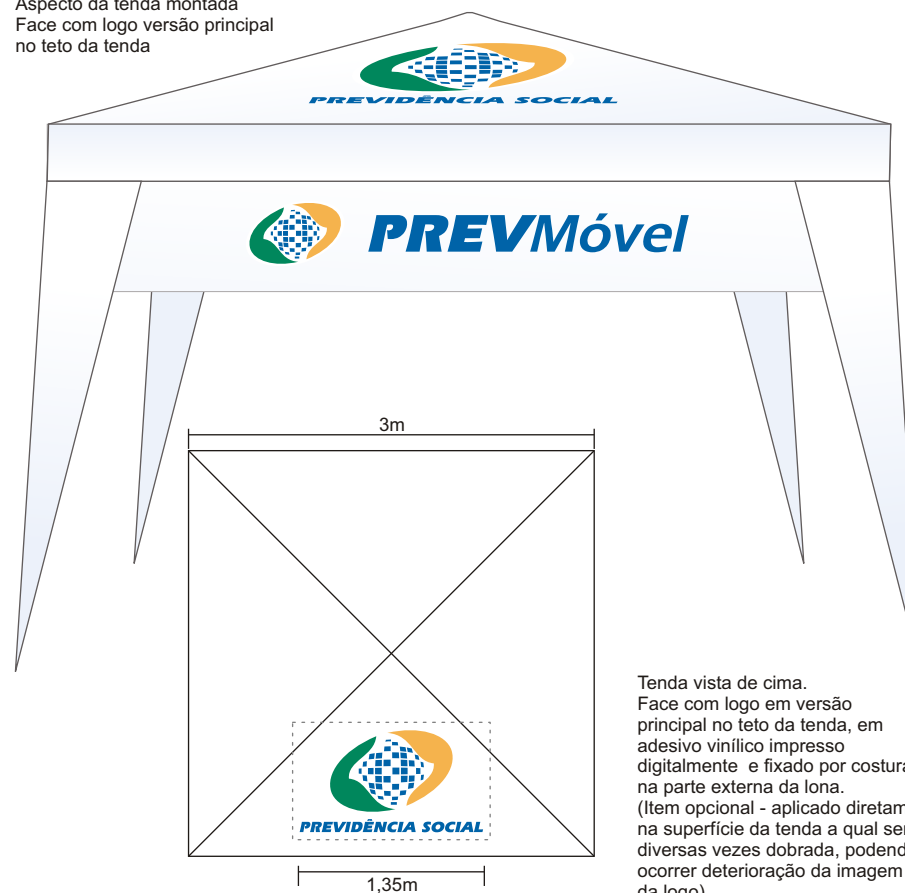 Aspecto da tenda montada
Face com logo versão principal
no teto da tenda
PREVIDÊNCIA SOCIAL
PREVMóvel
3m
PREVIDÊNCIA SOCIAL
1,35m
Tenda vista de cima.
Face com logo em versão
principal no teto da tenda, em
adesivo vinílico impresso
digitalmente e fixado por costura
na parte externa da lona.
(Item opcional - aplicado diretam
na superfície da tenda a qual ser
diversas vezes dobrada, podend
ocorrer deterioração da imagem
da logo)